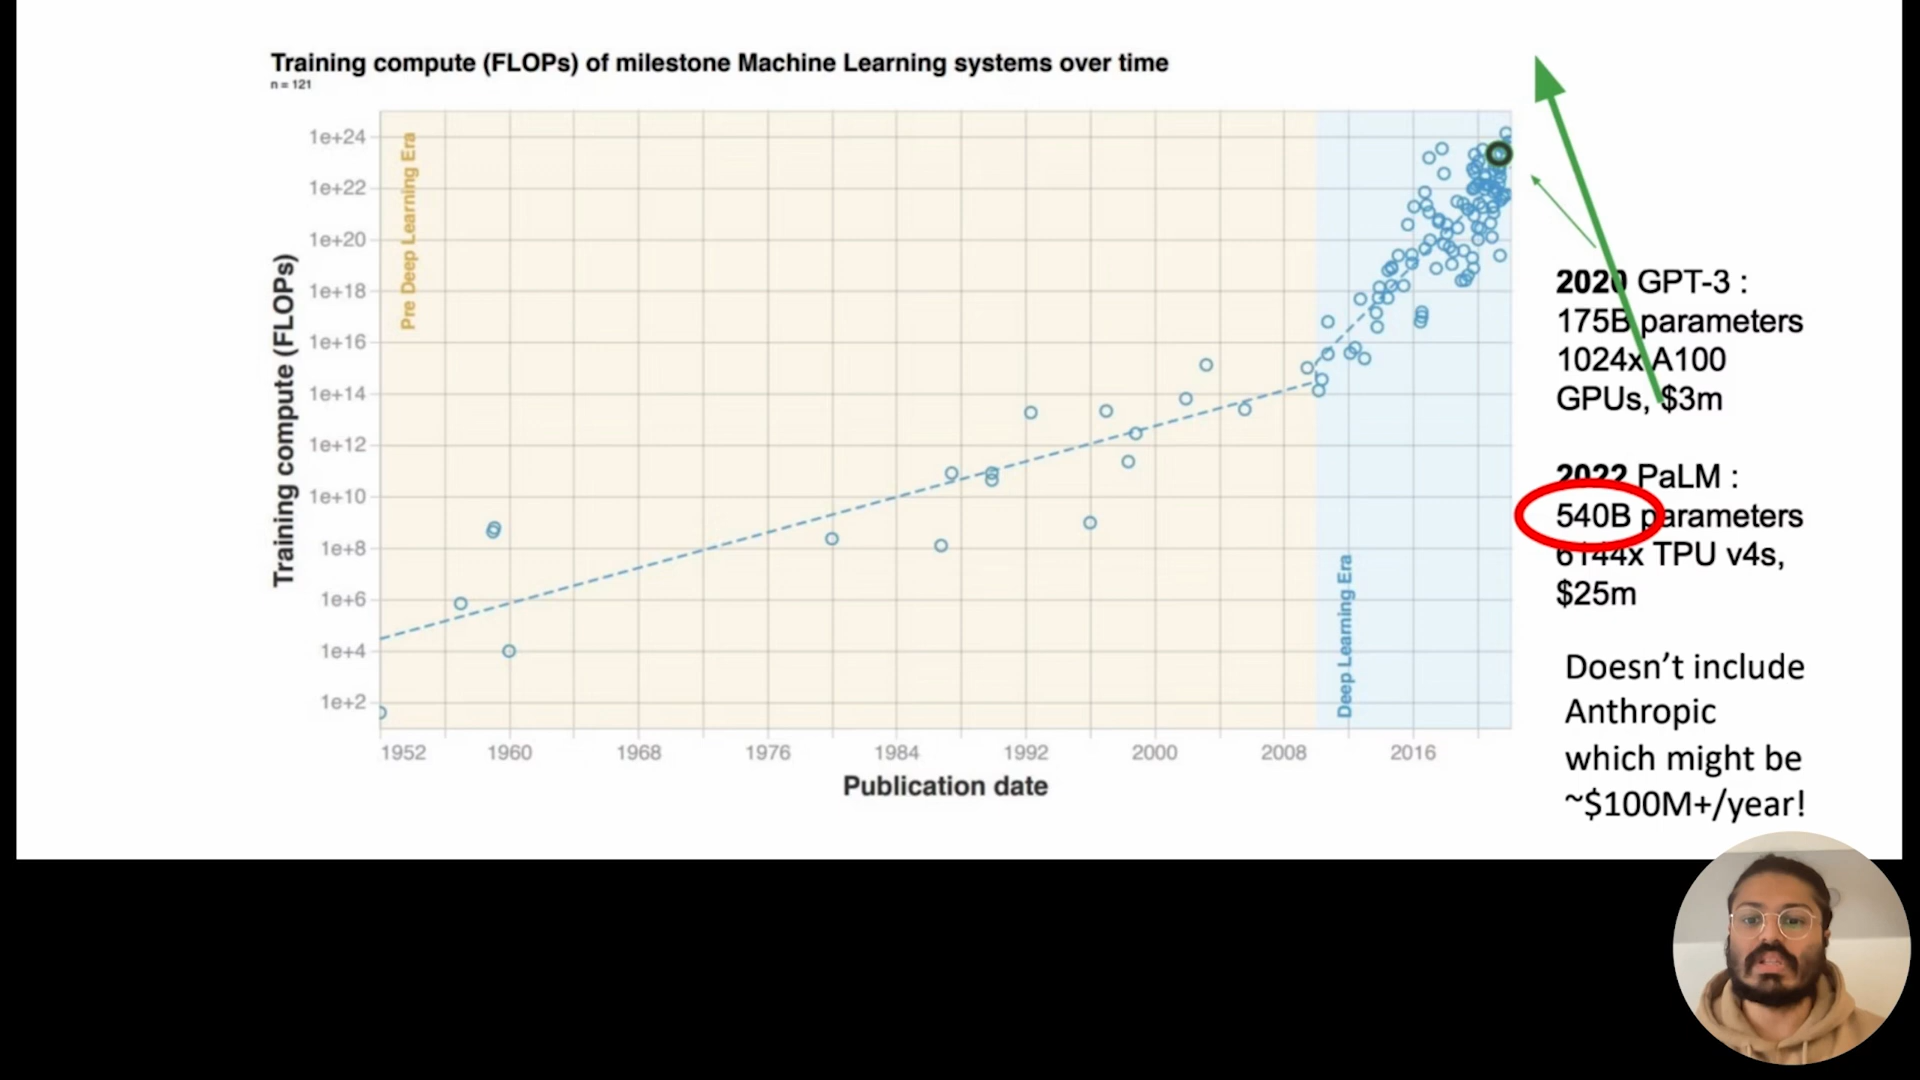 Training compute (FLOPs) of milestone Machine Learning systems over time
n = 121
Training compute (FLOPs)
1e+24
1e+22
1e+20
1e+18
1e+16
1e+14
1e+12
1e+10
1e+8
1e+6
1e+4
1e+2
Pre Deep Learning Era
Deep Learning Era
1952 1960 1968 1976 1984 1992 2000 2008 2016
Publication date
2020 GPT-3 :
175B parameters
1024x A100
GPUs, $3m
2022 PaLM :
540B parameters
6144x TPU v4s,
$25m
Doesn’t include
Anthropic
which might be
~$100M+/year!